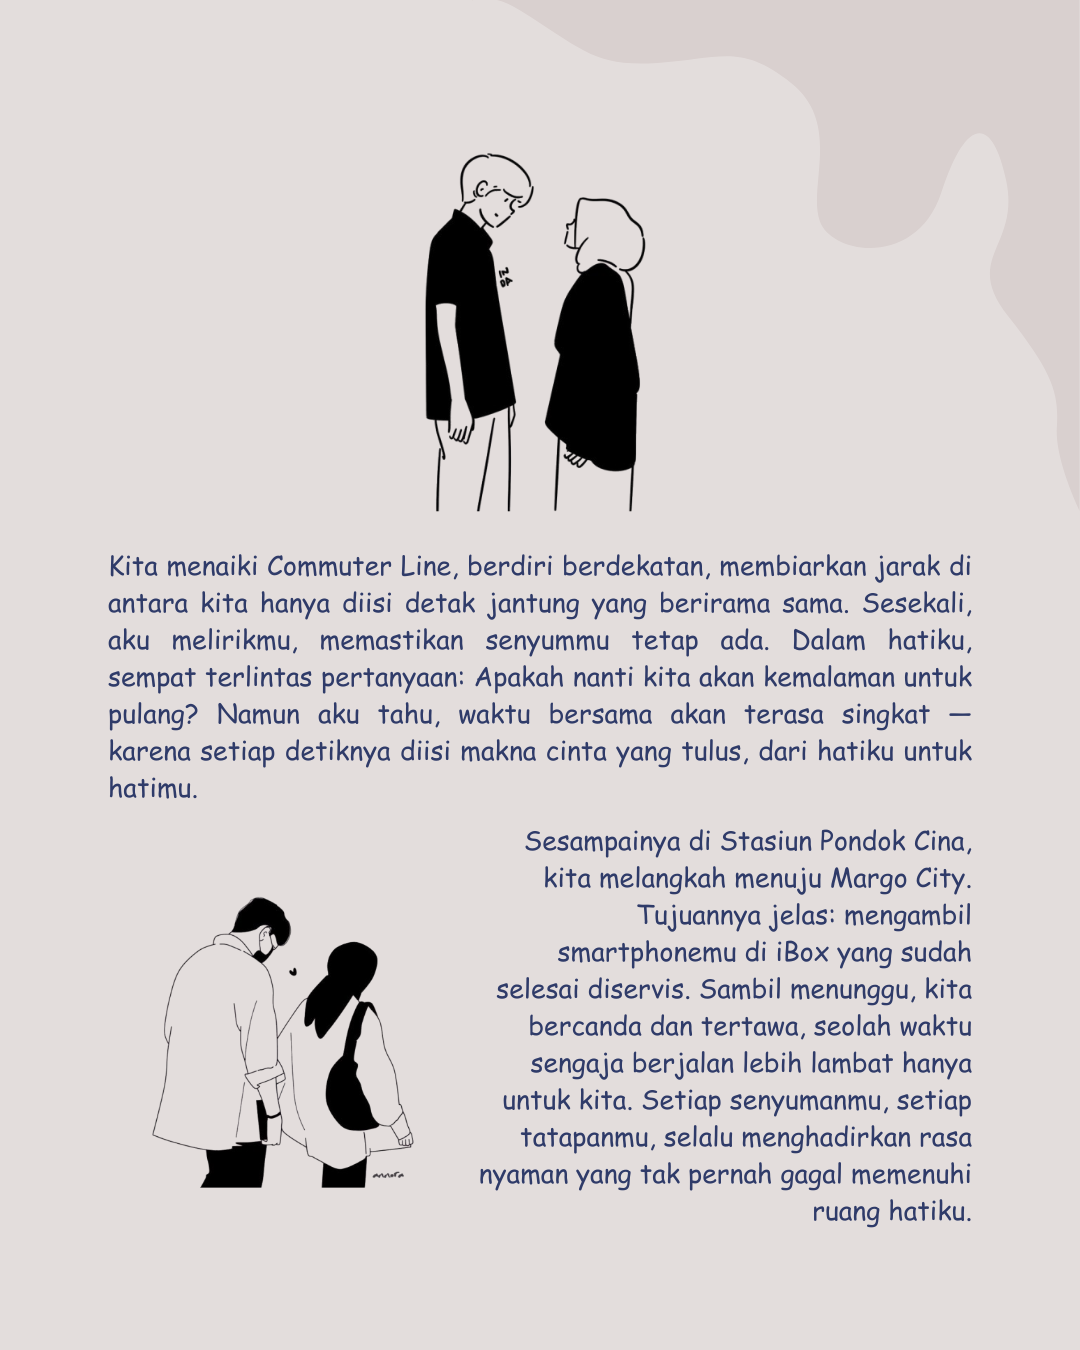 INDA
Kita menaiki Commuter Line, berdiri berdekatan, membiarkan jarak di
antara kita hanya diisi detak jantung yang berirama sama. Sesekali,
aku melirikmu, memastikan senyummu tetap ada. Dalam hatiku,
sempat terlintas pertanyaan: Apakah nanti kita akan kemalaman untuk
pulang? Namun aku tahu, waktu bersama akan terasa singkat —
karena setiap detiknya diisi makna cinta yang tulus, dari hatiku untuk
hatimu.
Sesampainya di Stasiun Pondok Cina,
kita melangkah menuju Margo City.
Tujuannya jelas: mengambil
smartphonemu di iBox yang sudah
selesai diservis. Sambil menunggu, kita
bercanda dan tertawa, seolah waktu
sengaja berjalan lebih lambat hanya
untuk kita. Setiap senyumanmu, setiap
tatapanmu, selalu menghadirkan rasa
nyaman yang tak pernah gagal memenuhi
ruang hatiku.
annora